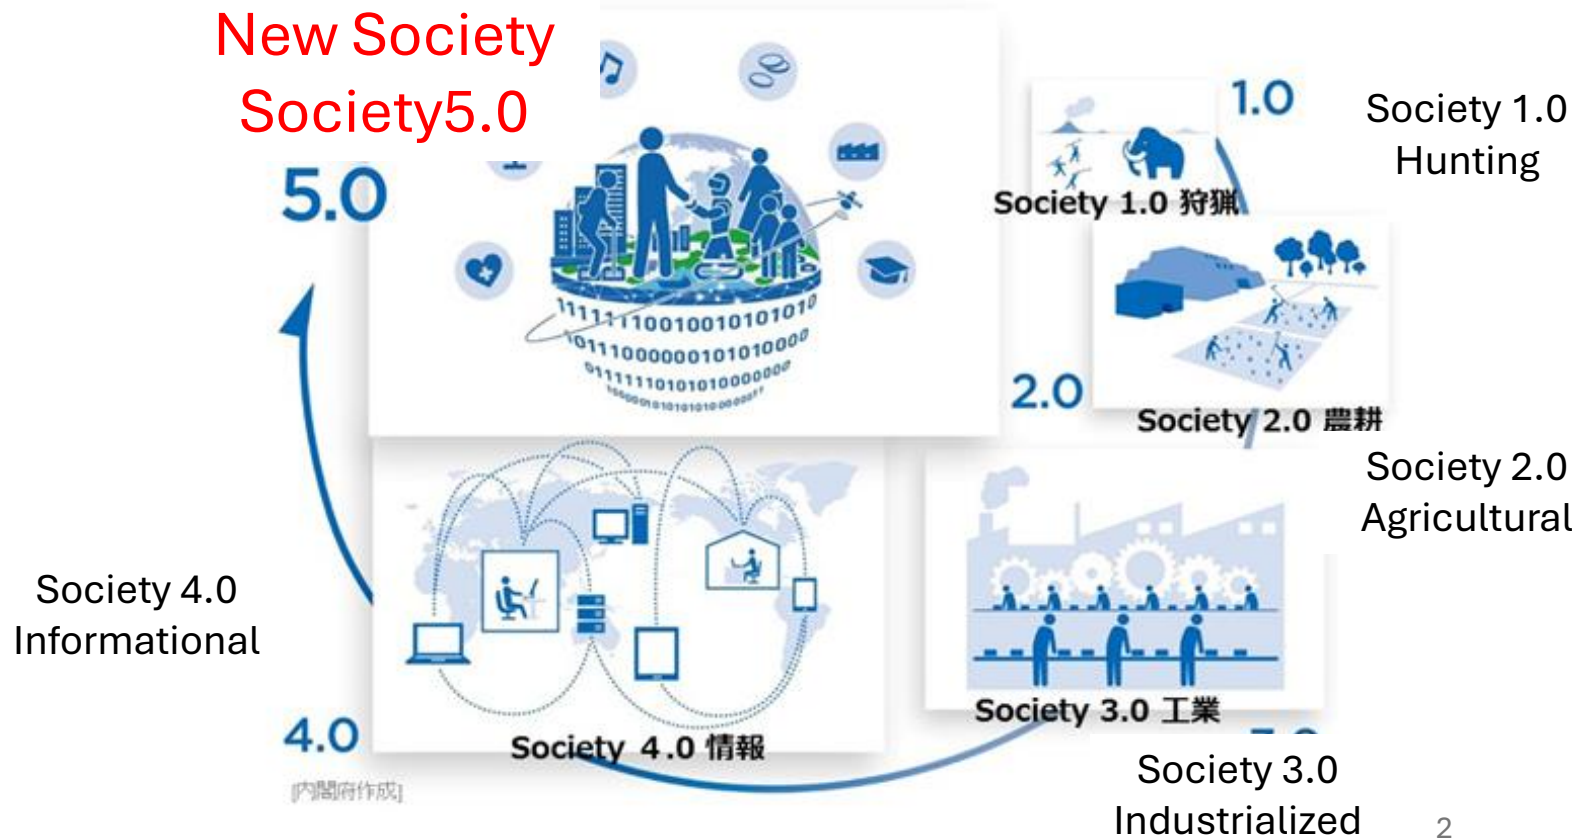 New Society
Society5.0
5.0
1.0
Society 1.0
Hunting
Society 1.0 狩猟
2.0
Society 2.0 農耕
Society 2.0
Agricultural
Society 4.0
Informational
4.0
Society 4.0 情報
[内閣府作成]
Society 3.0 工業
Society 3.0
Industrialized
2